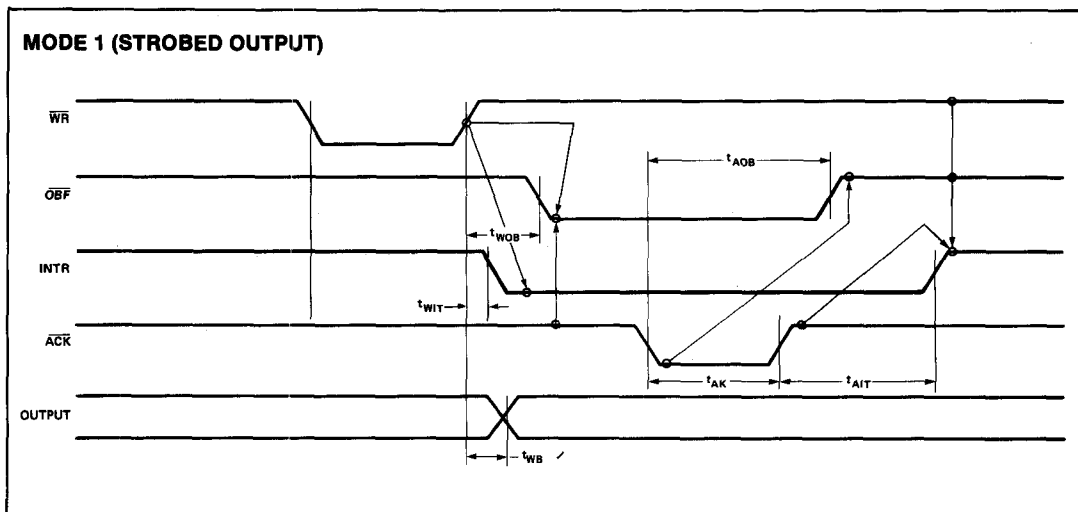 MODE 1 (STROBED OUTPUT)
WR
tAOB
OBF
tWOB
INTR
tWIT
ACK
tAK
tAIT
OUTPUT
tWB